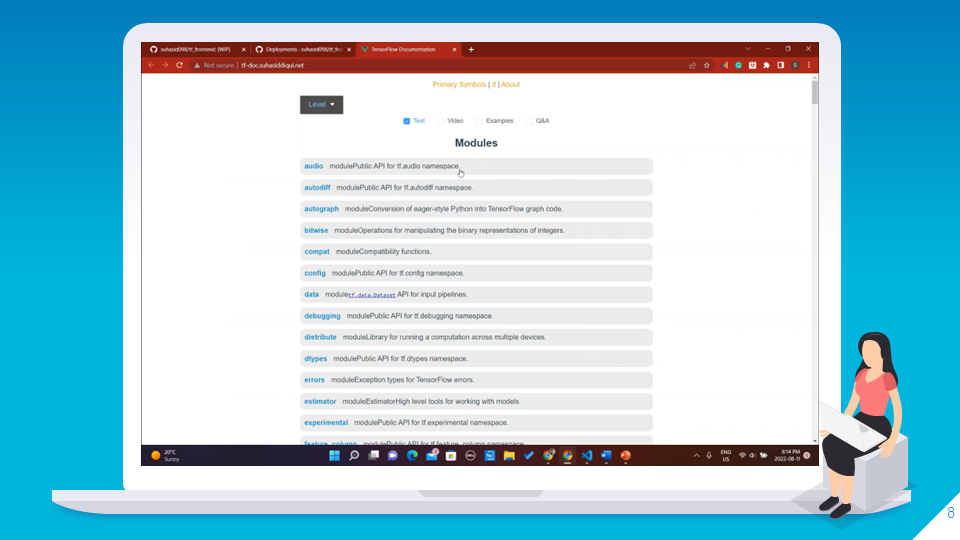 suhasid098/tf_frontend: [WIP]
Deployments · suhasid098/tf_fro
TensorFlow Documentation
Not secure | tf-doc.suhasiddiqui.net
Primary Symbols | tf | About
Level
Text Video Examples Q&A
Modules
audio modulePublic API for tf.audio namespace.
autodiff modulePublic API for tf.autodiff namespace.
autograph moduleConversion of eager-style Python into TensorFlow graph code.
bitwise moduleOperations for manipulating the binary representations of integers.
compat moduleCompatibility functions.
config modulePublic API for tf.config namespace.
data moduletf.data.Dataset API for input pipelines.
debugging modulePublic API for tf.debugging namespace.
distribute moduleLibrary for running a computation across multiple devices.
dtypes modulePublic API for tf.dtypes namespace.
errors moduleException types for TensorFlow errors.
estimator moduleEstimatorHigh level tools for working with models.
experimental modulePublic API for tf.experimental namespace.
feature_column modulePublic API for tf.feature_column namespace.
20°C
Sunny
ENG
US
8:14 PM
2022-08-11
8